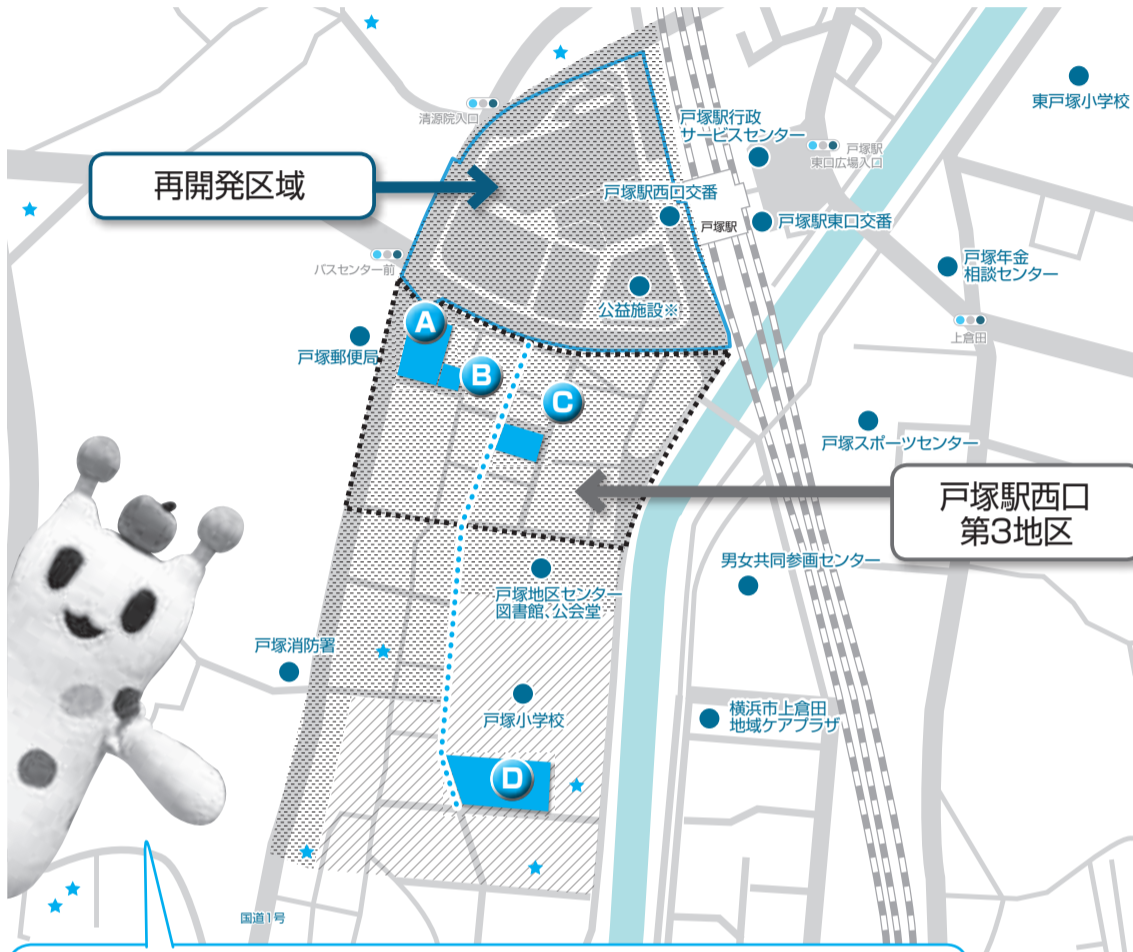 東戸塚小学校
清源院入口
戸塚駅行政
サービスセンター
戸塚駅
東口広場入口
再開発区域
戸塚駅西口交番
戸塚駅
戸塚駅東口交番
バスセンター前
戸塚年金
相談センター
公益施設※
上倉田
A
戸塚郵便局
B
C
戸塚スポーツセンター
戸塚駅西口
第3地区
男女共同参画センター
戸塚地区センター
図書館、公会堂
戸塚消防署
戸塚小学校
横浜市上倉田
地域ケアプラザ
D
国道1号